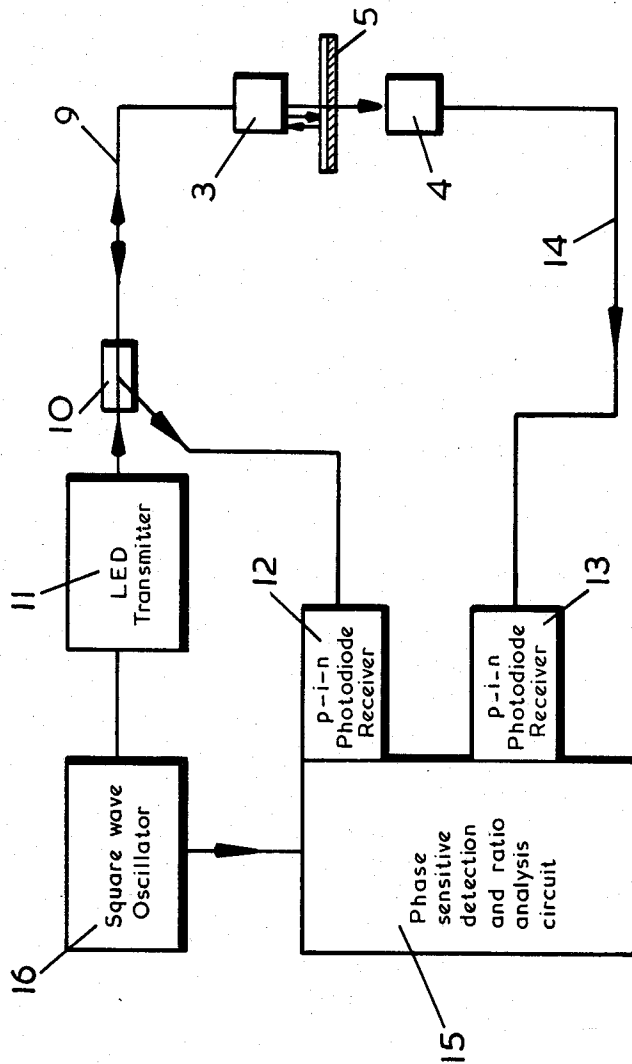 16
Square wave
Oscillator
11
LED
Transmitter
10
9
3
5
4
14
12
p-i-n
Photodiode
Receiver
13
p-i-n
Photodiode
Receiver
15
Phase
sensitive
detection
and ratio
analysis
circuit